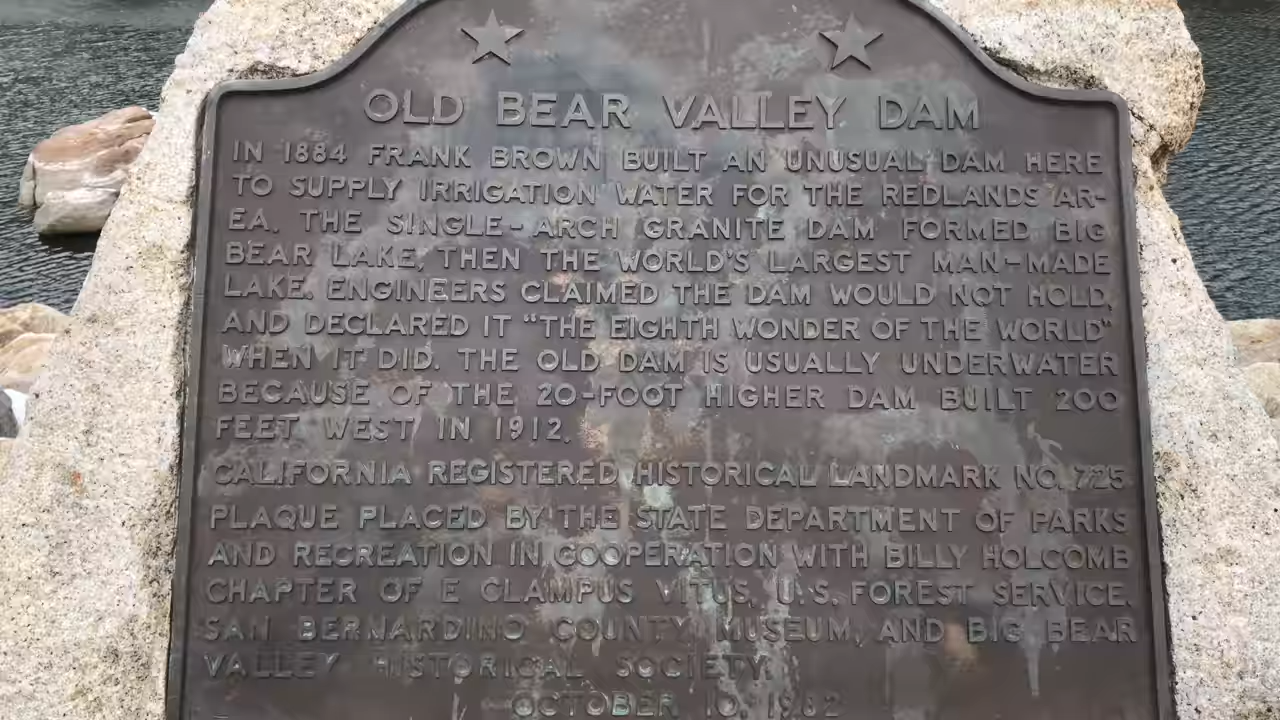 OLD BEAR VALLEY DAM
IN 1884 FRANK BROWN BUILT AN UNUSUAL DAM HERE
TO SUPPLY IRRIGATION WATER FOR THE REDLANDS AR-
EA. THE SINGLE-ARCH GRANITE DAM FORMED BIG
BEAR LAKE, THEN THE WORLD'S LARGEST MAN-MADE
LAKE. ENGINEERS CLAIMED THE DAM WOULD NOT HOLD,
AND DECLARED IT "THE EIGHTH WONDER OF THE WORLD"
WHEN IT DID. THE OLD DAM IS USUALLY UNDERWATER
BECAUSE OF THE 20-FOOT HIGHER DAM BUILT 200
FEET WEST IN 1912.
CALIFORNIA REGISTERED HISTORICAL LANDMARK NO. 725
PLAQUE PLACED BY THE STATE DEPARTMENT OF PARKS
AND RECREATION IN COOPERATION WITH BILLY HOLCOMB
CHAPTER OF E CLAMPUS VITUS, U.S. FOREST SERVICE,
SAN BERNARDINO COUNTY MUSEUM, AND BIG BEAR
VALLEY HISTORICAL SOCIETY.
OCTOBER 10, 1982